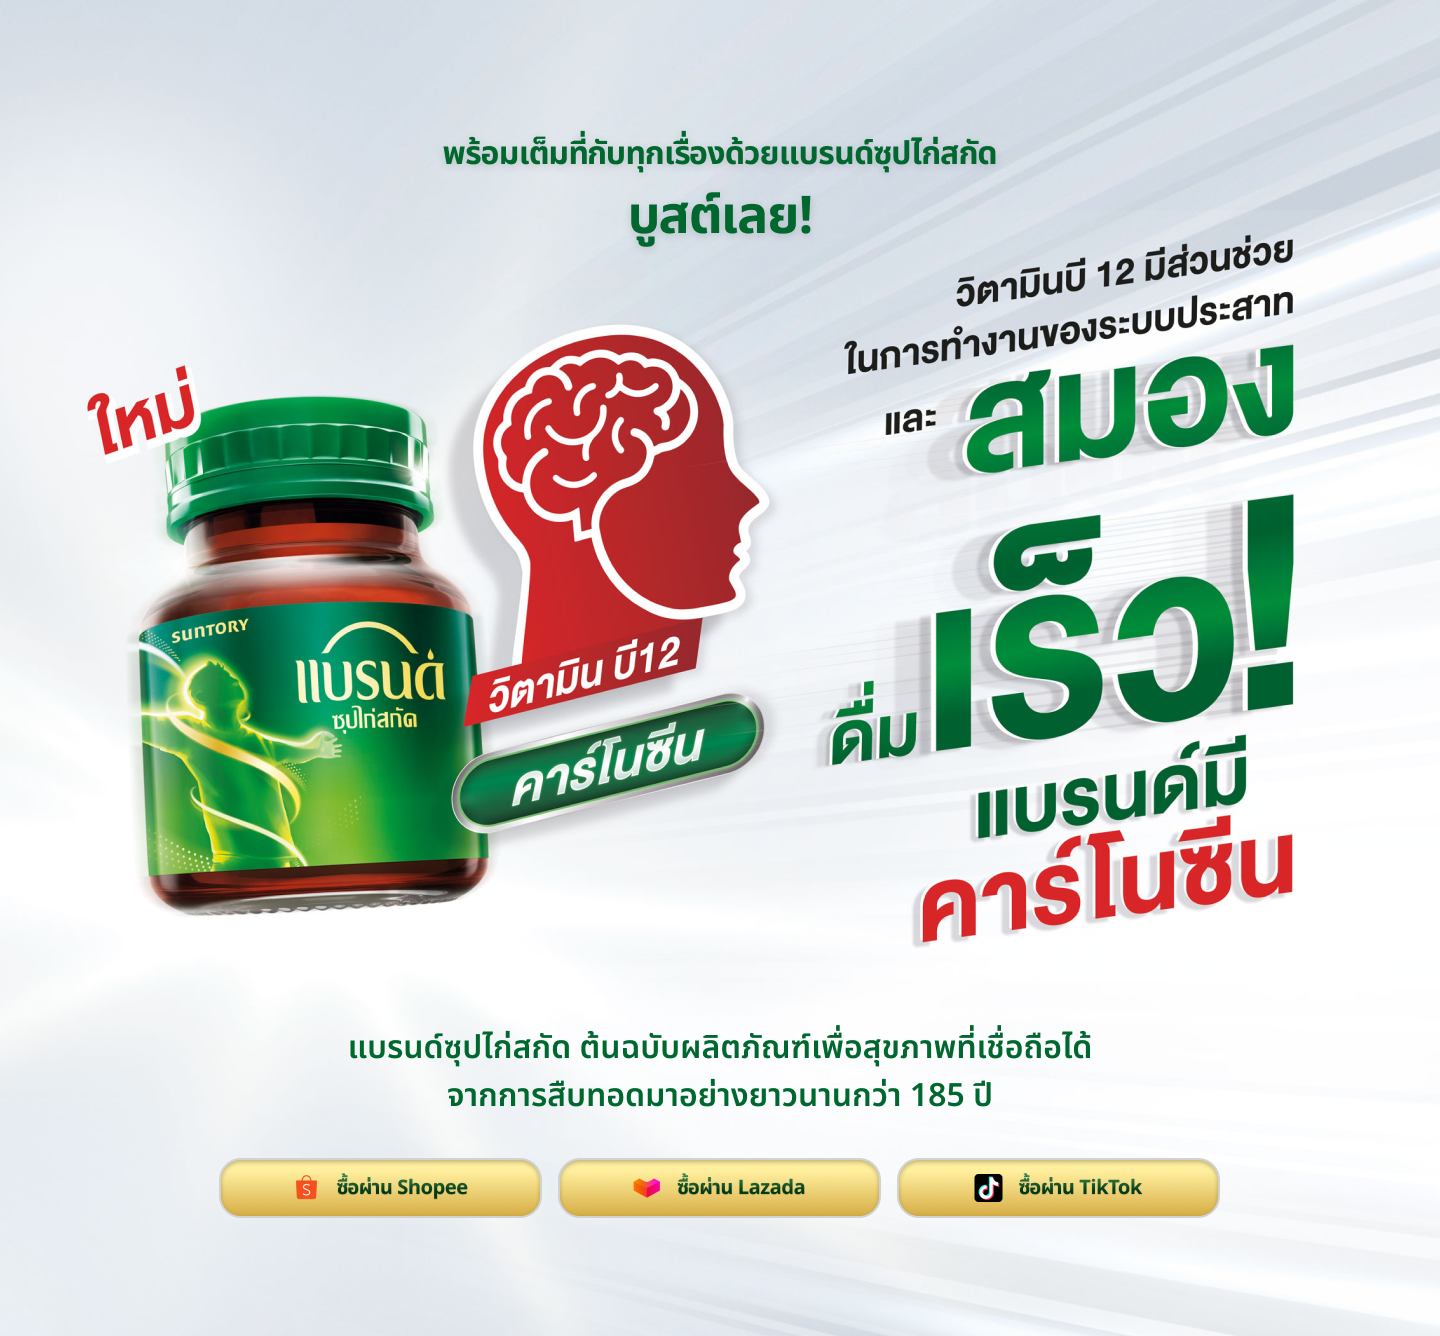 พร้อมเต็มที่กับทุกเรื่องด้วยแบรนด์ซุปไก่สกัด
บูสต์เลย!
ใหม่
SUNTORY
แบรนด์
ซุปไก่สกัด
วิตามิน บี12
คาร์โนซีน
วิตามินบี 12 มีส่วนช่วย
ในการทำงานของระบบประสาท
และ สมอง
ดื่ม เร็ว!
แบรนด์มี
คาร์โนซีน
แบรนด์ซุปไก่สกัด ต้นฉบับผลิตภัณฑ์เพื่อสุขภาพที่เชื่อถือได้
จากการสืบทอดมาอย่างยาวนานกว่า 185 ปี
ซื้อผ่าน Shopee
ซื้อผ่าน Lazada
ซื้อผ่าน TikTok